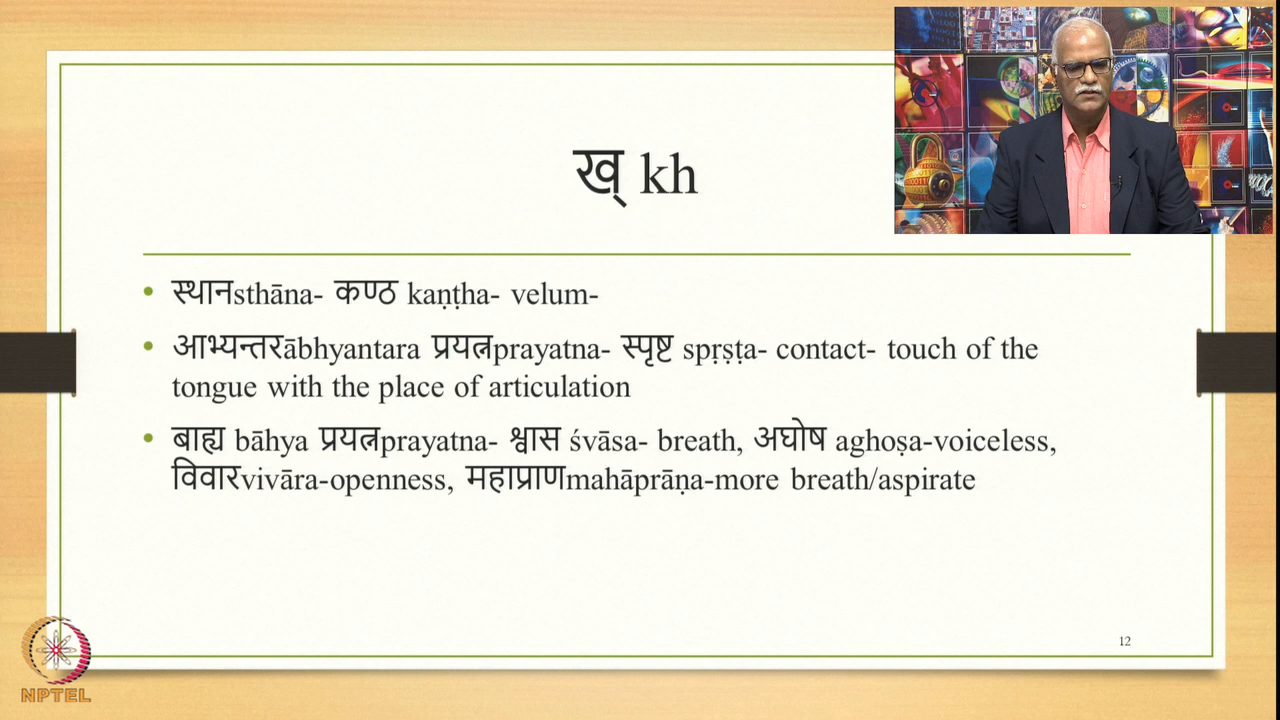 ख् kh
• स्थानsthāna- कण्ठ kaṇṭha- velum-
• आभ्यन्तरābhyantara प्रयत्नprayatna- स्पृष्ट spṛṣṭa- contact- touch of the
tongue with the place of articulation
• बाह्य bāhya प्रयत्नprayatna- श्वास śvāsa- breath, अघोष aghoṣa-voiceless,
विवारvivāra-openness, महाप्राणmahāprāṇa-more breath/aspirate
12
NPTEL